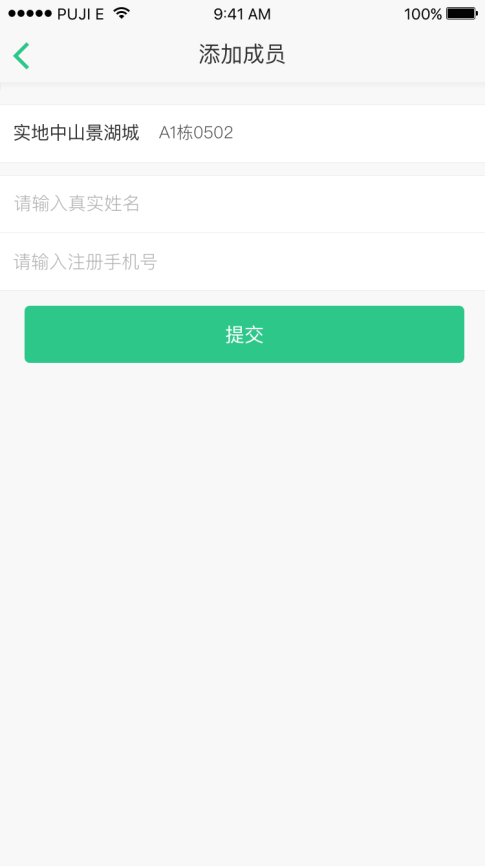 PUJI E 9:41 AM 100%
添加成员
实地中山景湖城 A1栋0502
请输入真实姓名
请输入注册手机号
提交